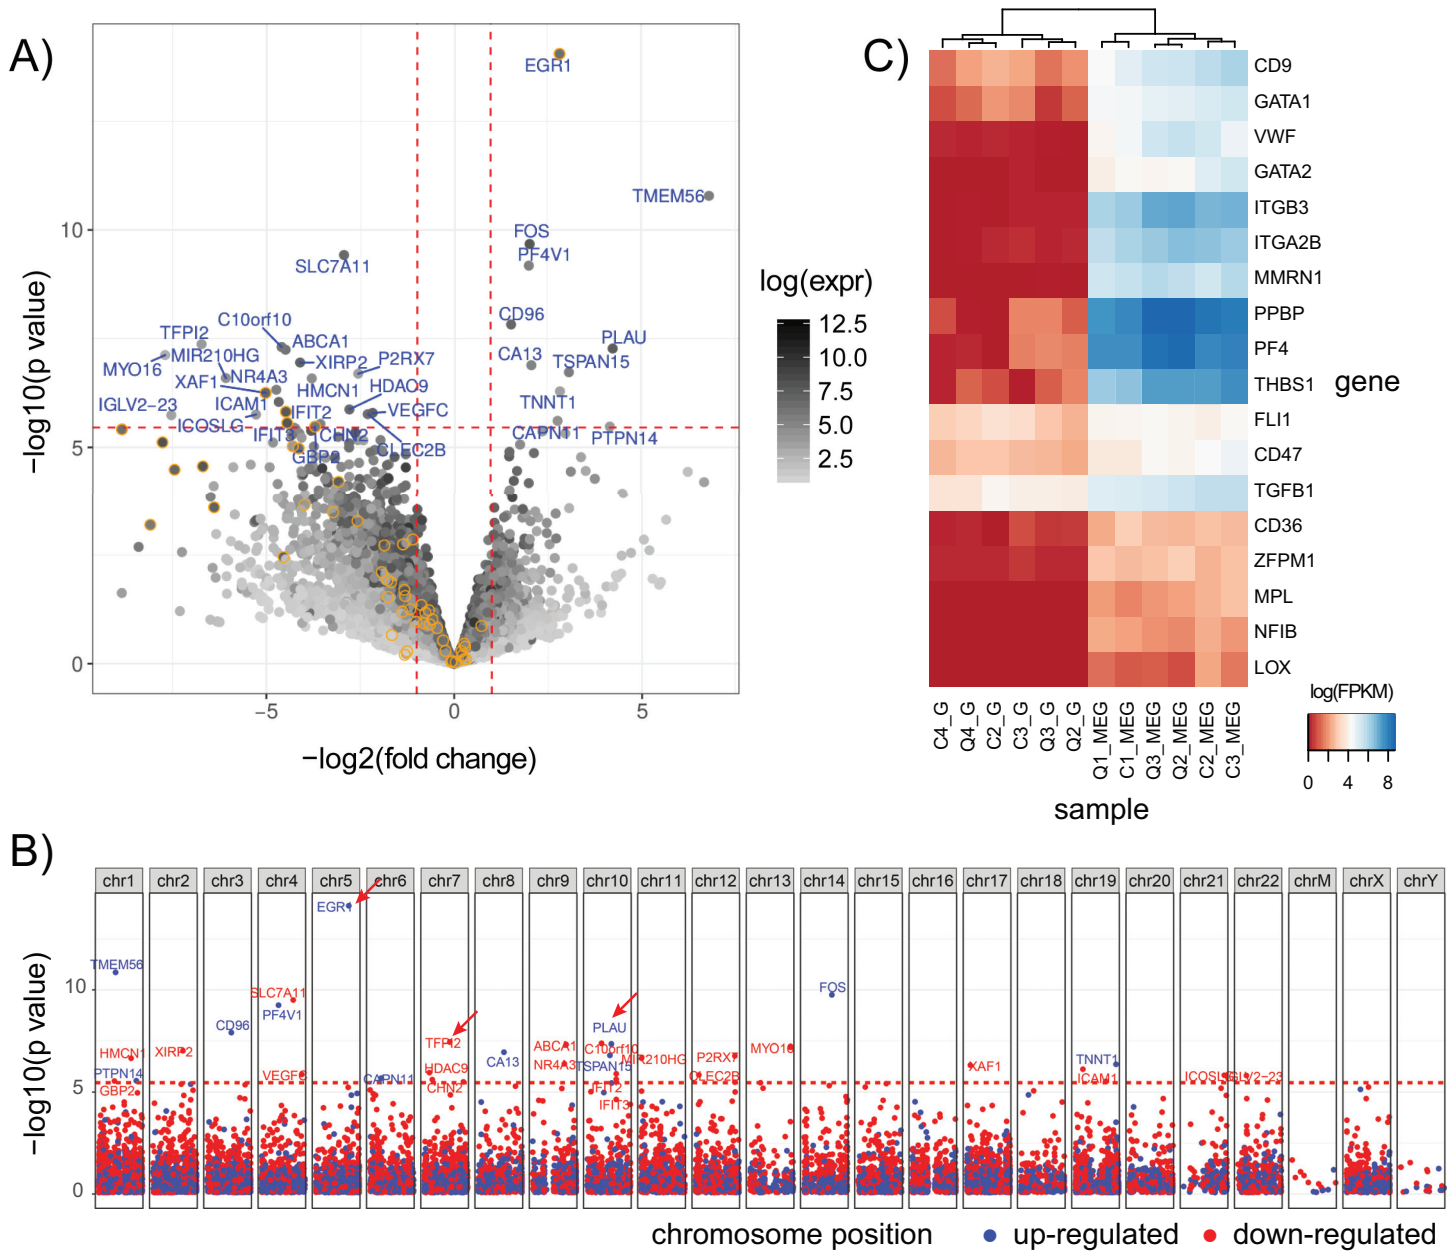 A)
EGR1
TMEM56
FOS
PF4V1
SLC7A11
CD96
C10orf10
TFPI2
ABCA1
PLAU
MYO16
MIR210HG
XIRP2
P2RX7
CA13
TSPAN15
XAF1
NR4A3
HMCN1
HDAC9
IGLV2−23
ICAM1
IFIT2
VEGFC
TNNT1
ICOSLG
IFIT3
CHN2
CLEC2B
CAPN11
PTPN14
GBP2
10
5
0
−5
0
5
−log10(p value)
−log2(fold change)
log(expr)
12.5
10.0
7.5
5.0
2.5
C)
CD9
GATA1
VWF
GATA2
ITGB3
ITGA2B
MMRN1
PPBP
PF4
THBS1
FLI1
CD47
TGFB1
CD36
ZFPM1
MPL
NFIB
LOX
gene
C4_G
Q4_G
C2_G
C3_G
Q3_G
Q2_G
Q1_MEG
C1_MEG
Q3_MEG
Q2_MEG
C2_MEG
C3_MEG
sample
log(FPKM)
0 4 8
B)
chr1 chr2 chr3 chr4 chr5 chr6 chr7 chr8 chr9 chr10 chr11 chr12 chr13 chr14 chr15 chr16 chr17 chr18 chr19 chr20 chr21 chr22 chrM chrX chrY
EGR1
TMEM56
SLC7A11
FOS
PF4V1
CD96
PLAU
TFPI2
HMCN1
XIRP2
ABCA1
C10orf10
MYO16
CA13
NR4A3
TSPAN15
MIR210HG
P2RX7
XAF1
TNNT1
PTPN14
VEGFC
CAPN11
HDAC9
CLEC2B
ICAM1
ICOSLG
IGLV2−23
GBP2
CHN2
IFIT2
IFIT3
10
5
0
−log10(p value)
chromosome position
up-regulated
down-regulated